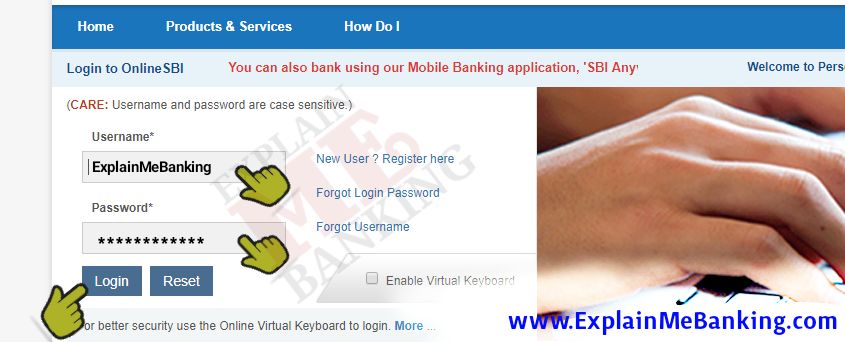 Home Products & Services How Do I
Login to OnlineSBI You can also bank using our Mobile Banking application, 'SBI Welcome to
(CARE: Username and password are case sensitive.)
Username*
ExplainMeBanking
New User ? Register here
Forgot Login Password
Password*
Forgot Username
************
Login Reset
Enable Virtual Keyboard
or better security use the Online Virtual Keyboard to login. More ...
EXPLAIN
ME
BANKING
www.ExplainMeBanking.com